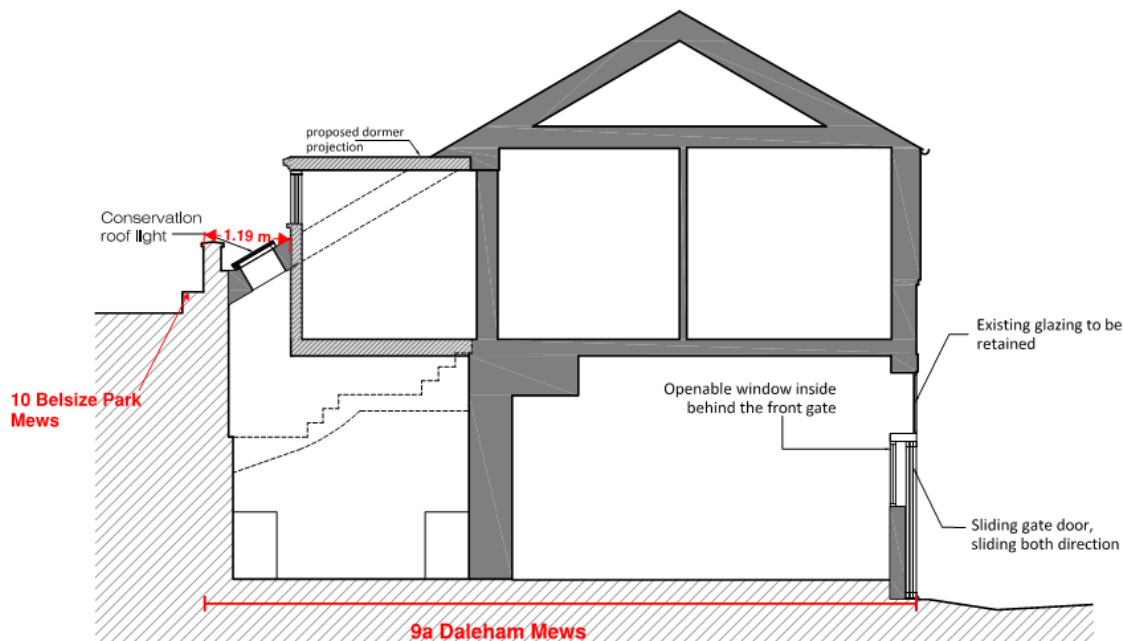 proposed dormer
projection
Conservation
roof light
1.19 m
Existing glazing to be
retained
10 Belsize Park
Mews
Openable window inside
behind the front gate
Sliding gate door,
sliding both direction
9a Daleham Mews